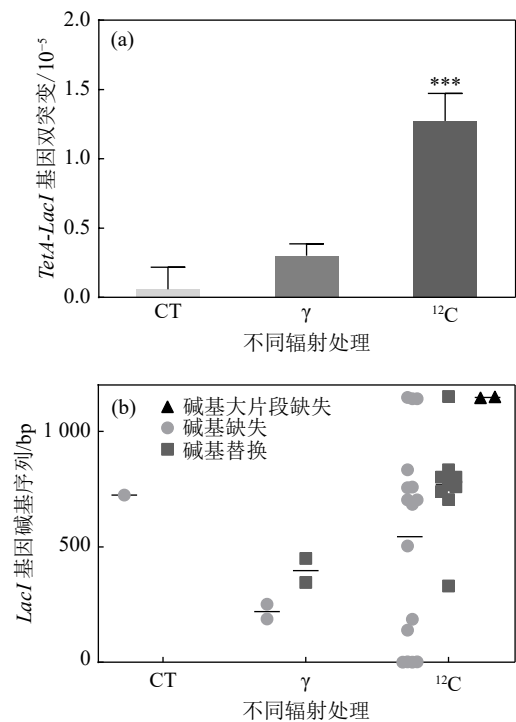 (a)
TetA-LacI 基因双突变/10⁻⁵
2.0
1.5
1.0
0.5
0.0
***
CT γ ¹²C
不同辐射处理
(b)
LacI 基因碱基序列/bp
碱基大片段缺失
碱基缺失
碱基替换
1 000
500
0
CT γ ¹²C
不同辐射处理